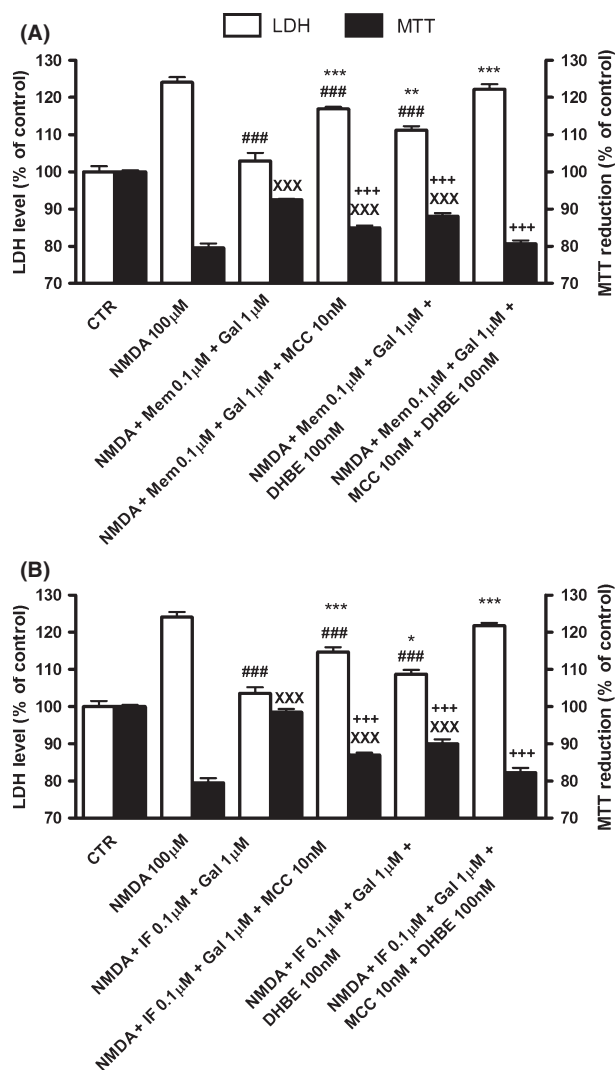 LDH MTT
(A)
130 130
120 120
110 110
100 100
90 90
80 80
70 70
LDH level (% of control)
MTT reduction (% of control)
###
XXX
***
###
+++
XXX
**
###
+++
XXX
***
+++
CTR
NMDA 100µM
NMDA + Mem 0.1µM + Gal 1µM
NMDA + Mem 0.1µM + Gal 1µM + MCC 10nM
NMDA + Mem 0.1µM + Gal 1µM +
DHBE 100nM
NMDA + Mem 0.1µM + Gal 1µM +
MCC 10nM + DHBE 100nM
(B)
130 130
120 120
110 110
100 100
90 90
80 80
70 70
LDH level (% of control)
MTT reduction (% of control)
###
XXX
***
###
+++
XXX
*
###
+++
XXX
***
+++
CTR
NMDA 100µM
NMDA + IF 0.1µM + Gal 1µM
NMDA + IF 0.1µM + Gal 1µM + MCC 10nM
NMDA + IF 0.1µM + Gal 1µM +
DHBE 100nM
NMDA + IF 0.1µM + Gal 1µM +
MCC 10nM + DHBE 100nM